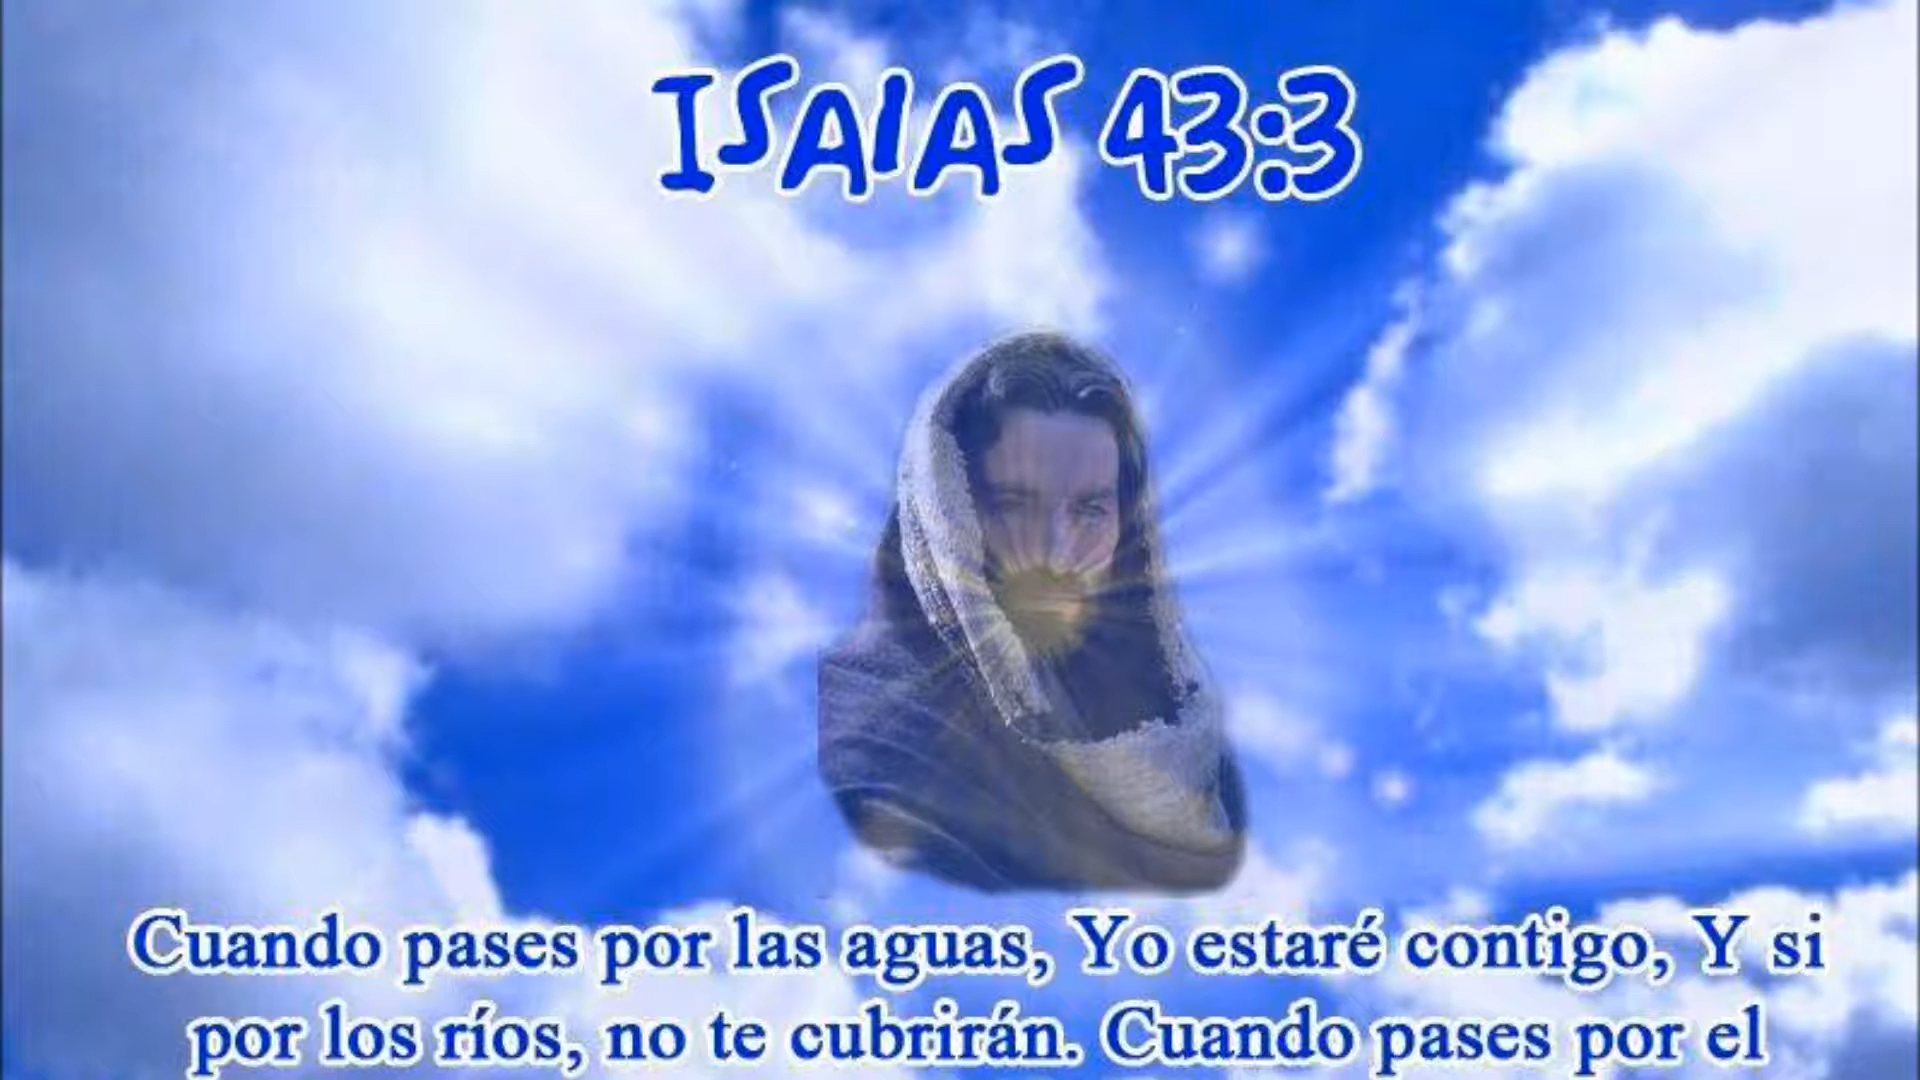 ISAIAS 43:3
Cuando pases por las aguas, Yo estaré contigo, Y si
por los ríos, no te cubrirán. Cuando pases por el